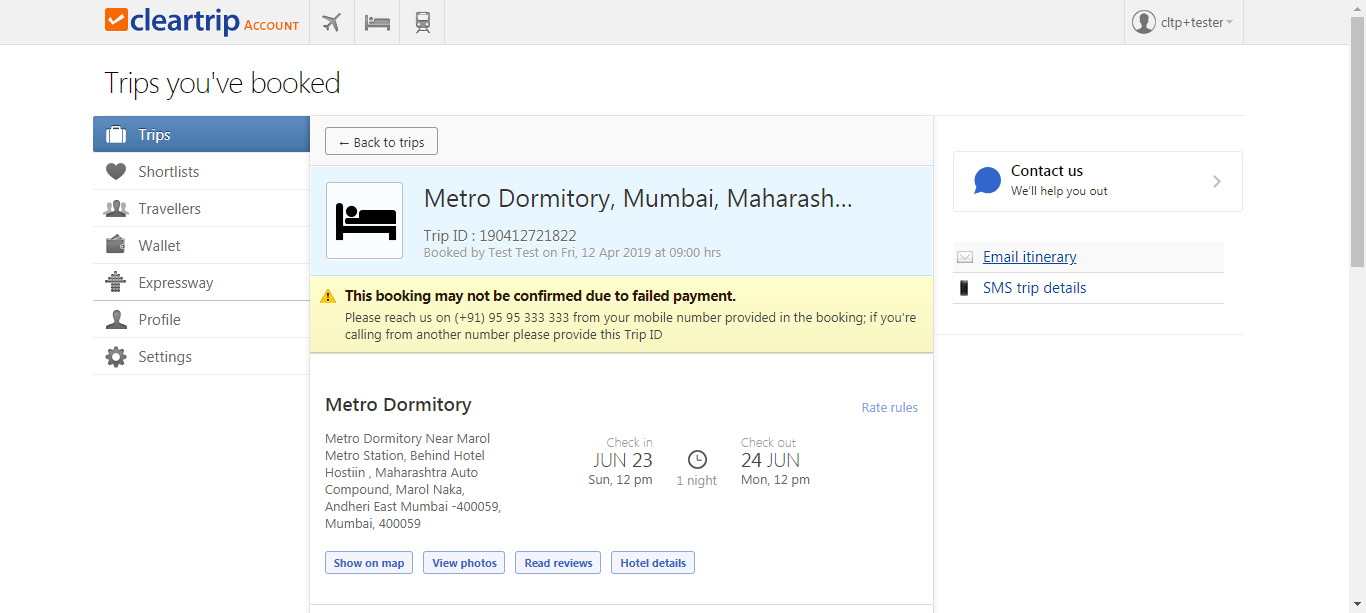 cleartrip ACCOUNT
cltp+tester
Trips you've booked
Trips
Shortlists
Travellers
Wallet
Expressway
Profile
Settings
← Back to trips
Metro Dormitory, Mumbai, Maharash...
Trip ID : 190412721822
Booked by Test Test on Fri, 12 Apr 2019 at 09:00 hrs
This booking may not be confirmed due to failed payment.
Please reach us on (+91) 95 95 333 333 from your mobile number provided in the booking; if you're
calling from another number please provide this Trip ID
Metro Dormitory
Rate rules
Metro Dormitory Near Marol
Metro Station, Behind Hotel
Hostiin , Maharashtra Auto
Compound, Marol Naka,
Andheri East Mumbai -400059,
Mumbai, 400059
Check in
JUN 23
Sun, 12 pm
1 night
Check out
24 JUN
Mon, 12 pm
Show on map
View photos
Read reviews
Hotel details
Contact us
We'll help you out
Email itinerary
SMS trip details